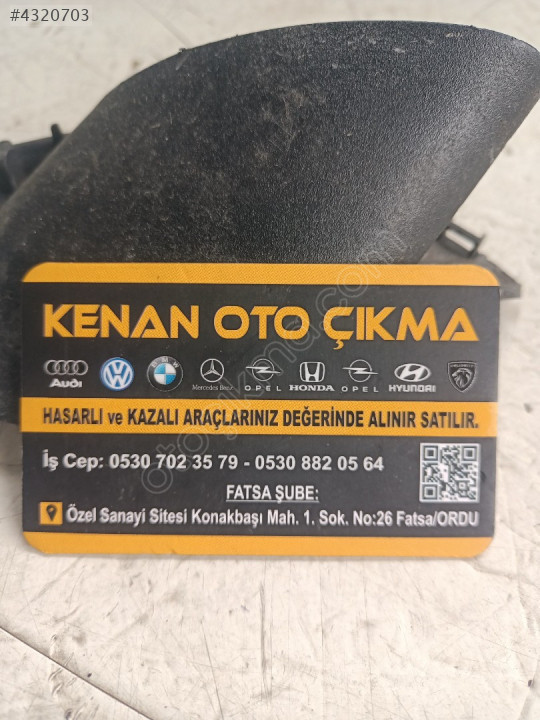 #4320703
KENAN OTO ÇIKMA
Audi Mercedes-Benz OPEL HONDA OPEL HYUNDAI
HASARLI ve KAZALI ARAÇLARINIZ DEĞERİNDE ALINIR SATILIR.
İş Cep: 0530 702 35 79 - 0530 882 05 64
FATSA ŞUBE:
Özel Sanayi Sitesi Konakbaşı Mah. 1. Sok. No:26 Fatsa/ORDU